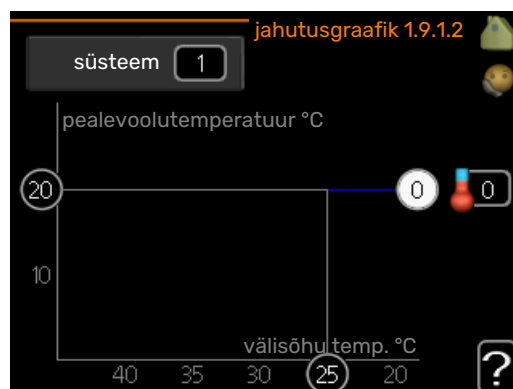 jahutusgraafik 1.9.1.2
süsteem 1
pealevoolutemperatuur °C
20 0 0
10
välisõhu temp. °C
40 35 30 25 20
?